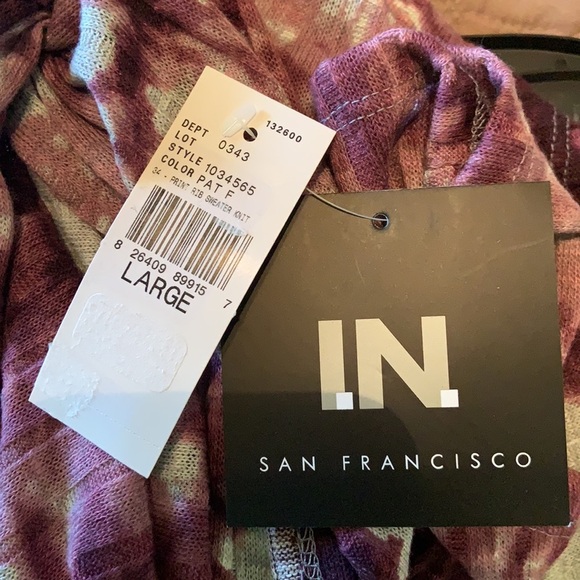 132600
DEPT 0343
LOT
STYLE 1034565
COLOR PAT F
34 - PRINT RIB SWEATER KNIT
8 26409 89915 7
LARGE
I.N.
SAN FRANCISCO